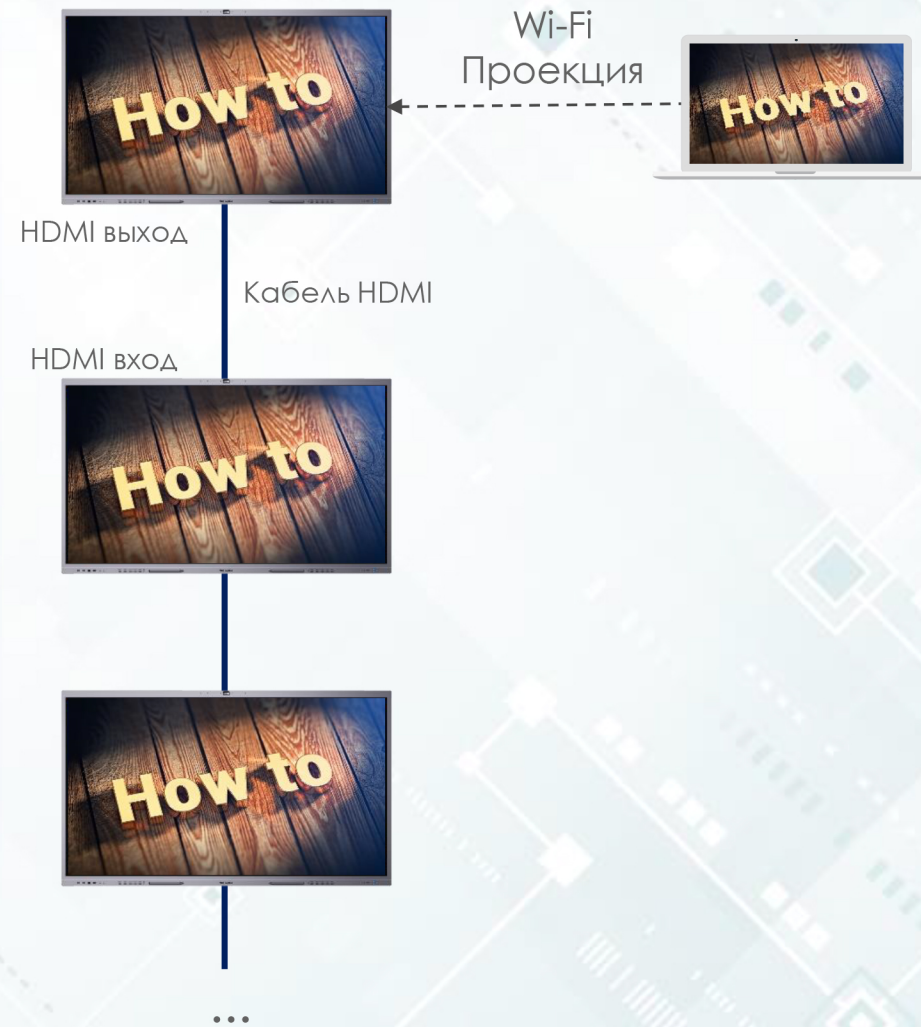 Wi-Fi
Проекция
How to
How to
HDMI выход
Кабель HDMI
HDMI вход
How to
How to
...